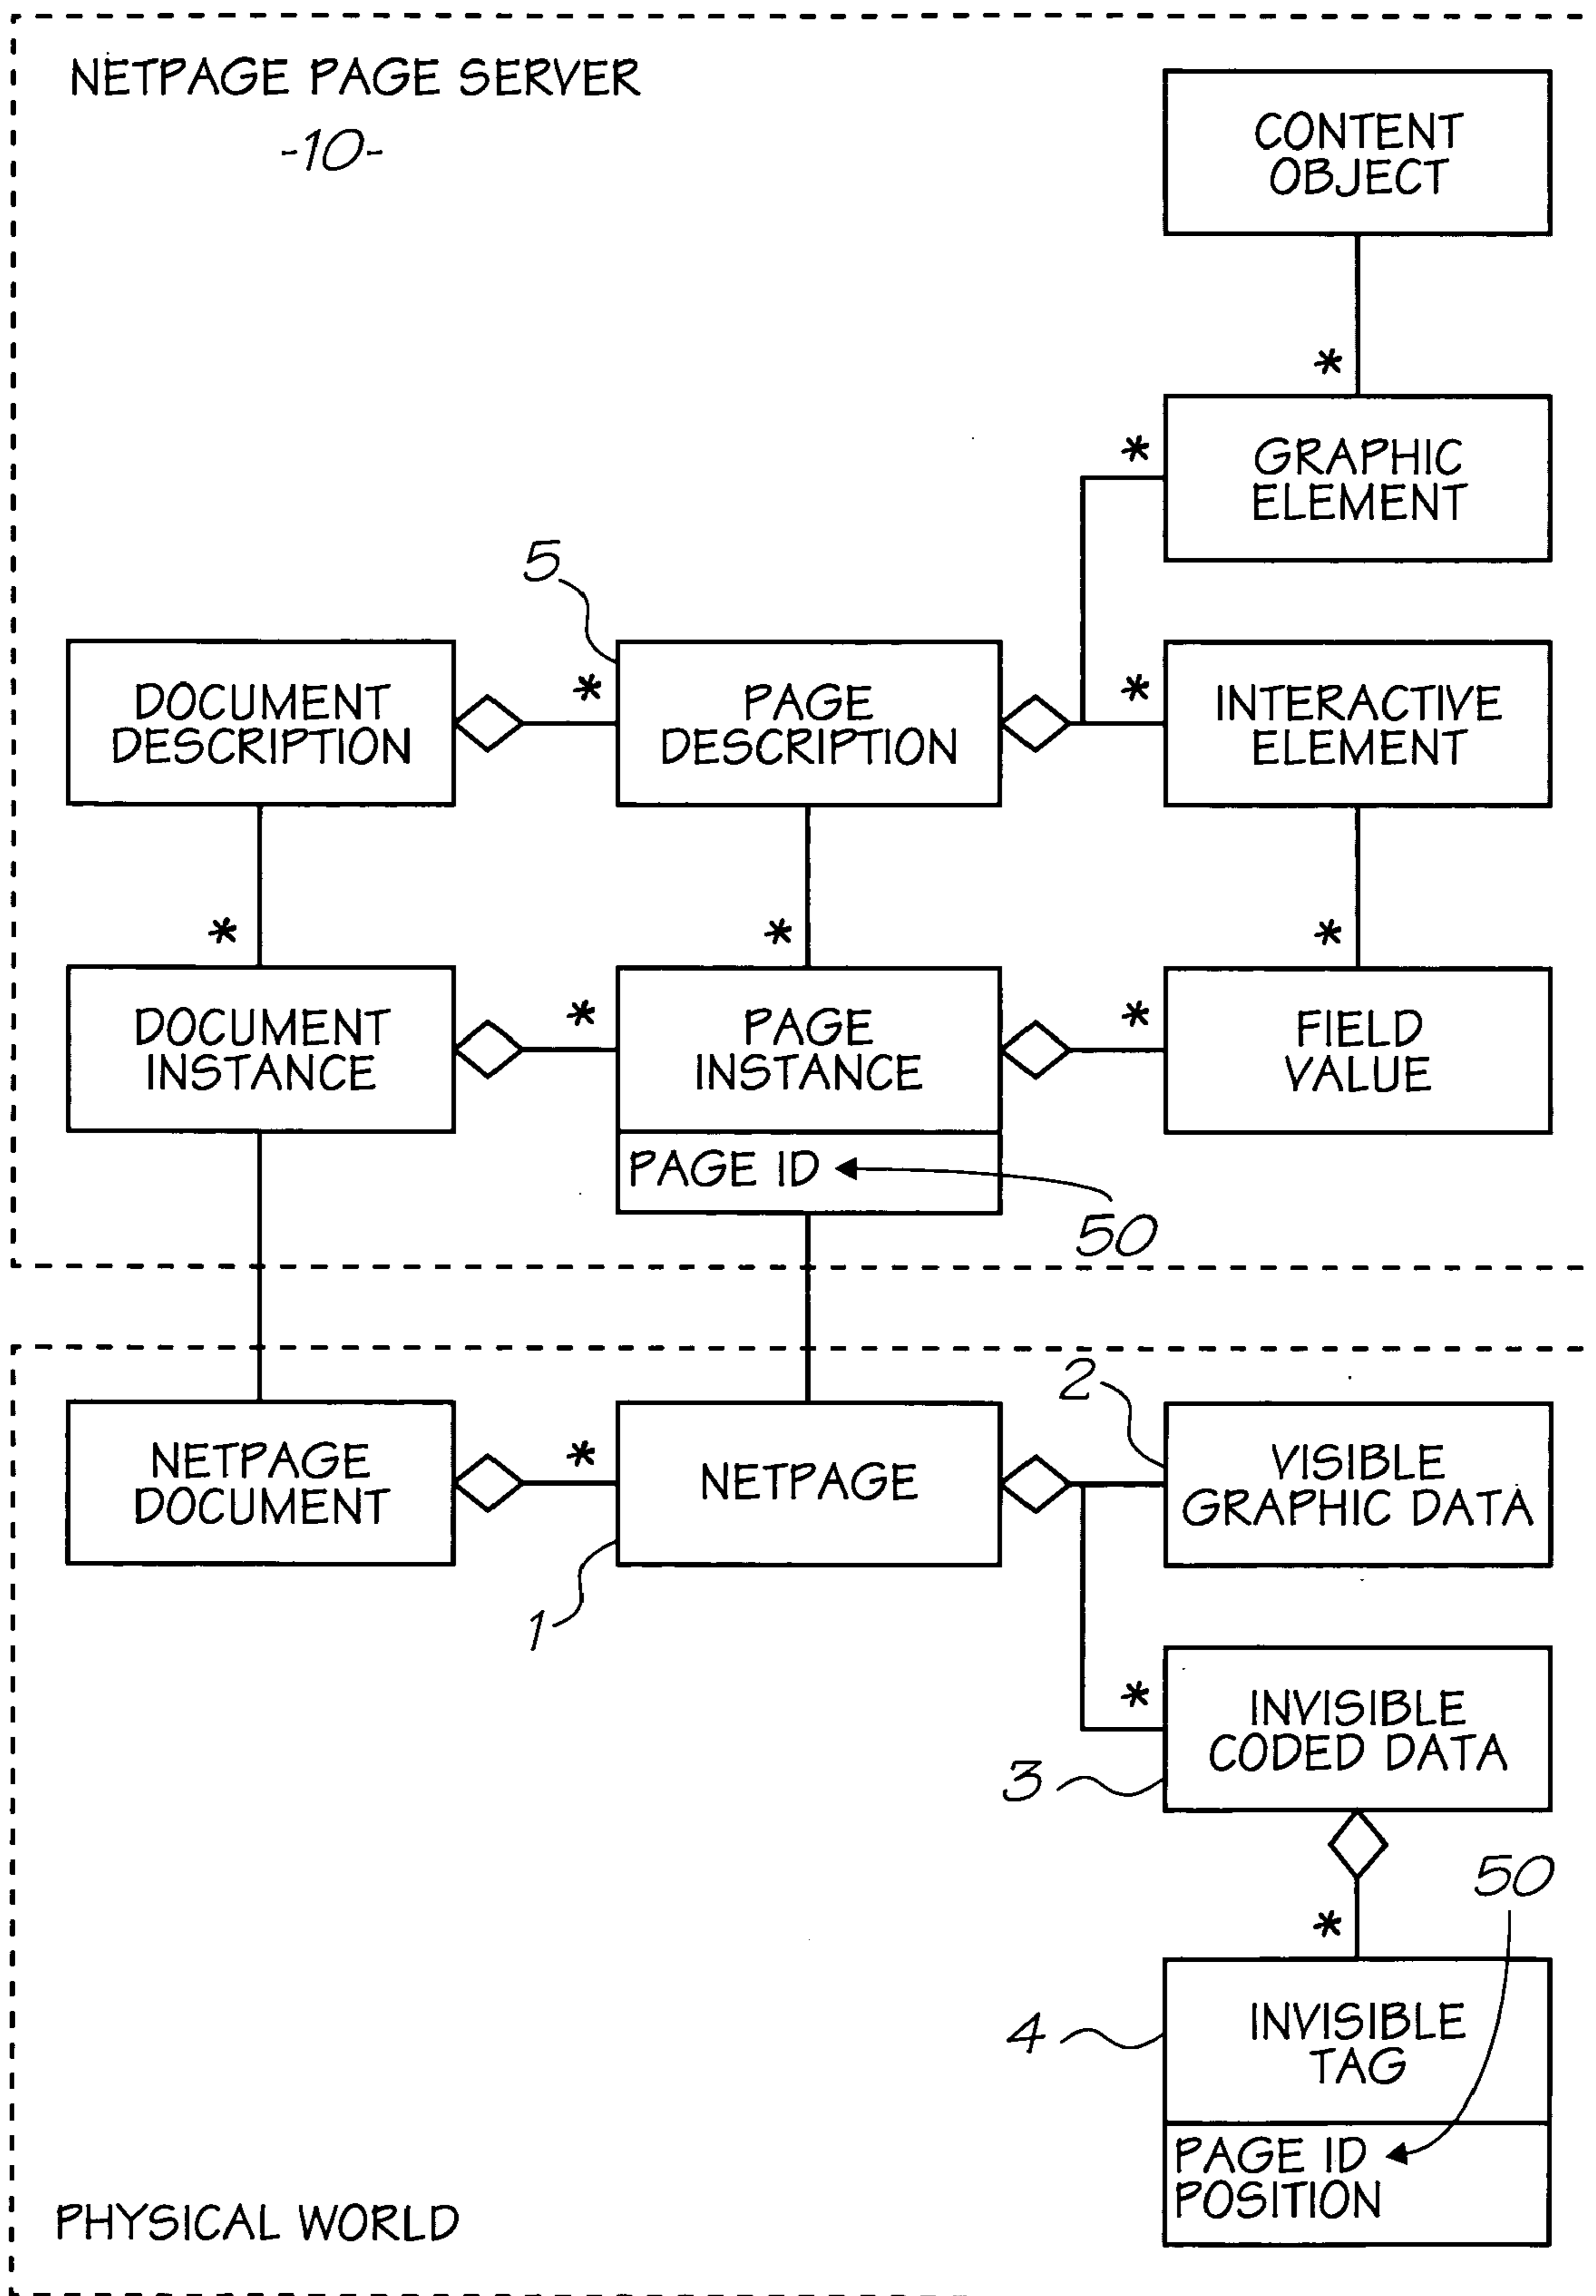 NETPAGE PAGE SERVER
-10-
CONTENT
OBJECT
*
*
GRAPHIC
ELEMENT
5
DOCUMENT
DESCRIPTION
*
PAGE
DESCRIPTION
*
INTERACTIVE
ELEMENT
*
*
*
DOCUMENT
INSTANCE
*
PAGE
INSTANCE
*
FIELD
VALUE
PAGE ID
50
2
NETPAGE
DOCUMENT
*
NETPAGE
VISIBLE
GRAPHIC DATA
1
*
INVISIBLE
CODED DATA
3
50
*
4
INVISIBLE
TAG
PAGE ID
POSITION
PHYSICAL WORLD